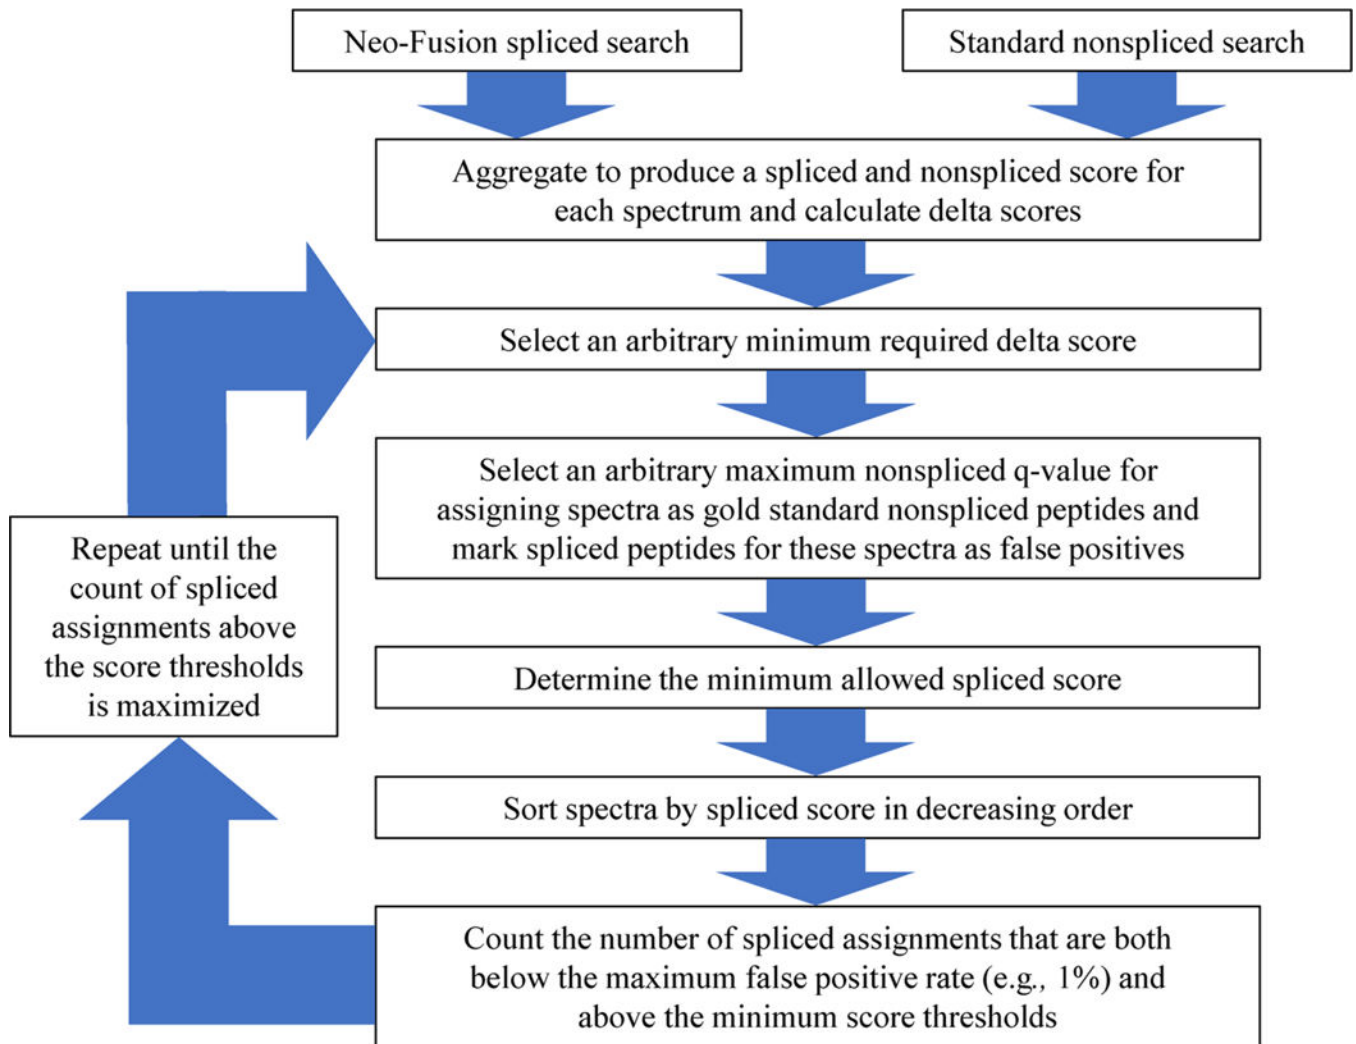 Neo-Fusion spliced search
Standard nonspliced search
Aggregate to produce a spliced and nonspliced score for
each spectrum and calculate delta scores
Select an arbitrary minimum required delta score
Select an arbitrary maximum nonspliced q-value for
assigning spectra as gold standard nonspliced peptides and
mark spliced peptides for these spectra as false positives
Determine the minimum allowed spliced score
Sort spectra by spliced score in decreasing order
Count the number of spliced assignments that are both
below the maximum false positive rate (e.g., 1%) and
above the minimum score thresholds
Repeat until the
count of spliced
assignments above
the score thresholds
is maximized